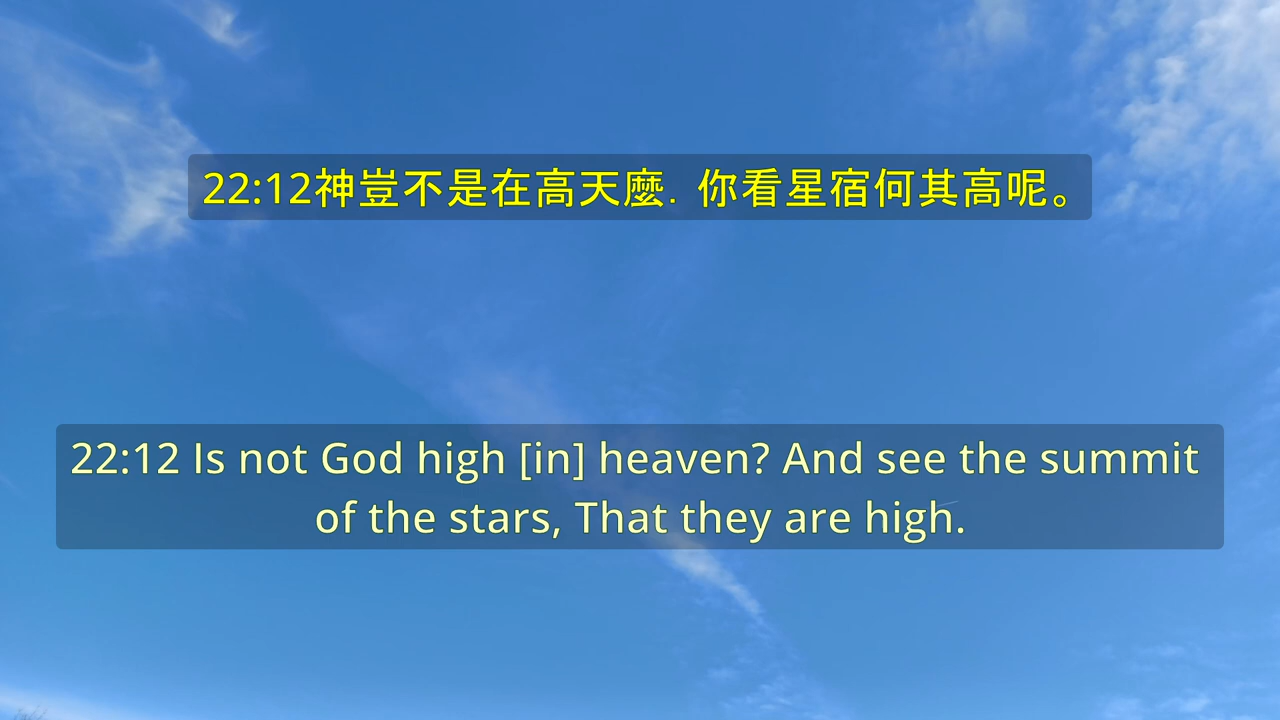 22:12神豈不是在高天麼. 你看星宿何其高呢。
22:12 Is not God high [in] heaven? And see the summit
of the stars, That they are high.